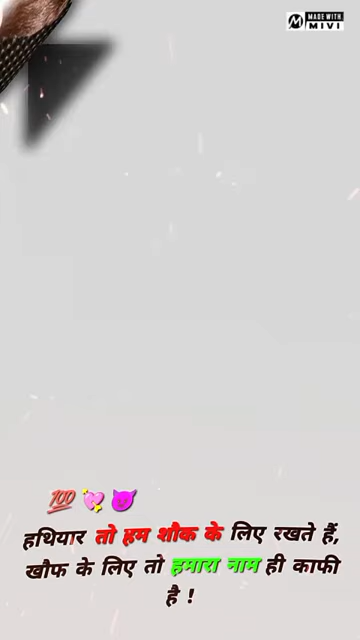 MADE WITH
MIVI
💯💘😈
हथियार तो हम शौक के लिए रखते हैं,
खौफ के लिए तो हमारा नाम ही काफी
है !